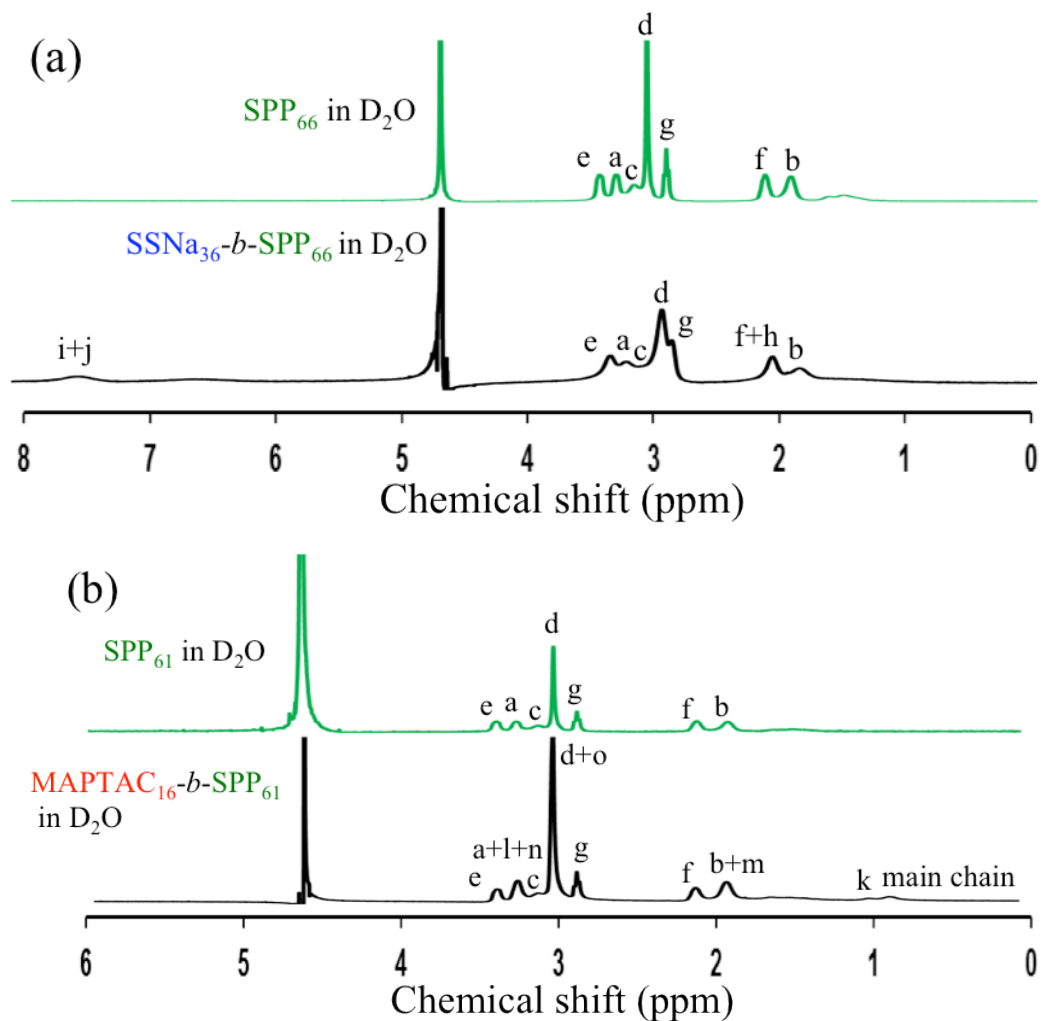 (a)
SPP₆₆ in D₂O
d
g
e
a
c
f
b
SSNa₃₆-b-SPP₆₆ in D₂O
i+j
d
g
e
a
c
f+h
b
8 7 6 5 4 3 2 1 0
Chemical shift (ppm)
(b)
SPP₆₁ in D₂O
d
e
a
c
g
f
b
MAPTAC₁₆-b-SPP₆₁
in D₂O
d+o
a+l+n
e
c
g
f
b+m
k main chain
6 5 4 3 2 1 0
Chemical shift (ppm)